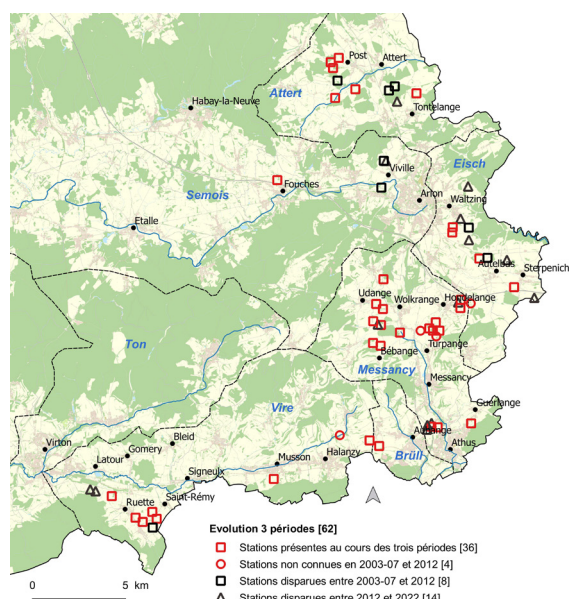 Post
Attert
Attert
Habay-la-Neuve
Tontelange
Eisch
Viville
Semois
Fouches
Arlon
Waltzing
Etalle
Autelbas
Sterpenich
Udange
Wolkrange
Hondelange
Ton
Turpange
Bébange
Messancy
Messancy
Vire
Guerlange
Virton
Bleid
Gomery
Latour
Aubange
Athus
Brüll
Halanzy
Musson
Signeulx
Saint-Rémy
Ruette
Evolution 3 périodes [62]
Stations présentes au cours des trois périodes [36]
Stations non connues en 2003-07 et 2012 [4]
Stations disparues entre 2003-07 et 2012 [8]
Stations disparues entre 2012 et 2022 [14]
0 5 km